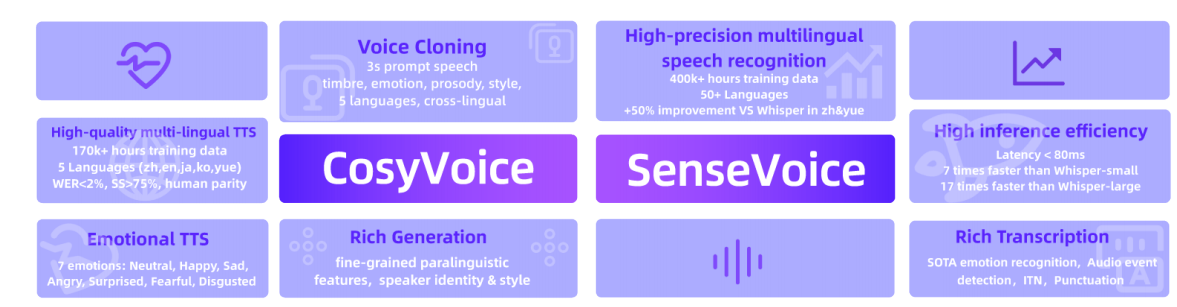 Voice Cloning
3s prompt speech
timbre, emotion, prosody, style,
5 languages, cross-lingual
High-precision multilingual
speech recognition
400k+ hours training data
50+ Languages
+50% improvement VS Whisper in zh&yue
High-quality multi-lingual TTS
170k+ hours training data
5 Languages (zh,en,ja,ko,yue)
WER<2%, SS>75%, human parity
CosyVoice
SenseVoice
High inference efficiency
Latency < 80ms
7 times faster than Whisper-small
17 times faster than Whisper-large
Emotional TTS
7 emotions: Neutral, Happy, Sad,
Angry, Surprised, Fearful, Disgusted
Rich Generation
fine-grained paralinguistic
features, speaker identity & style
Rich Transcription
SOTA emotion recognition, Audio event
detection, ITN, Punctuation
A